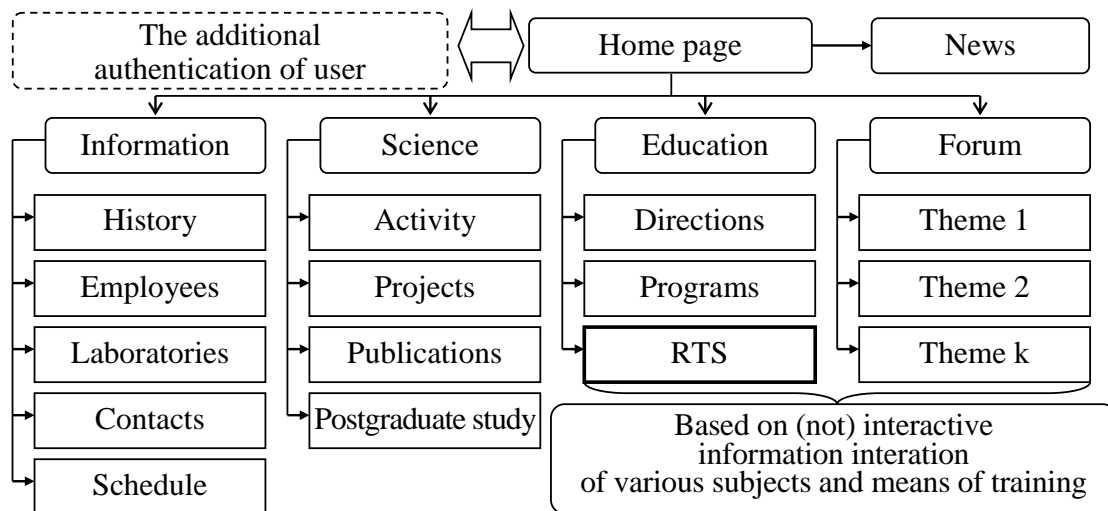 The additional
authentication of user
Home page
News
Information
Science
Education
Forum
History
Activity
Directions
Theme 1
Employees
Projects
Programs
Theme 2
Laboratories
Publications
RTS
Theme k
Contacts
Postgraduate study
Schedule
Based on (not) interactive
information interation
of various subjects and means of training